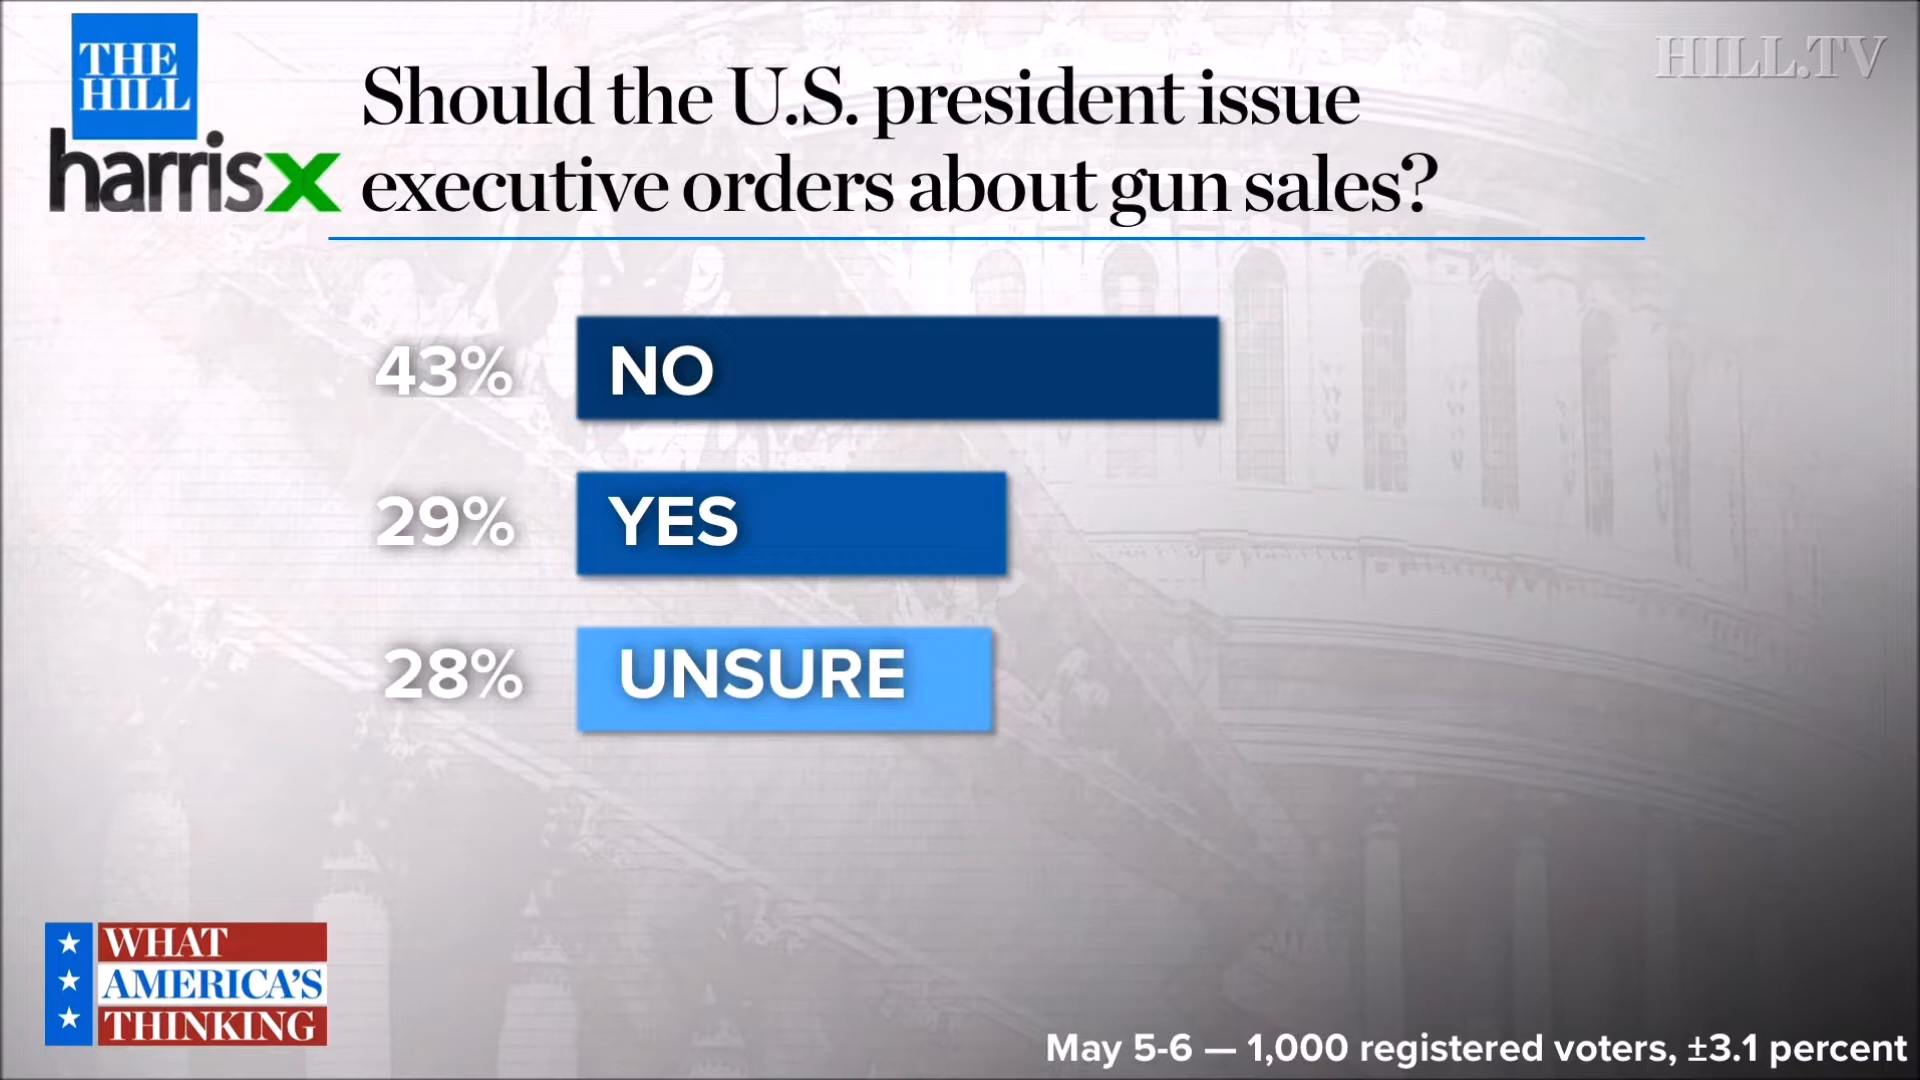 THE
HILL
harrisx
HILL.TV
Should the U.S. president issue
executive orders about gun sales?
43% NO
29% YES
28% UNSURE
WHAT
AMERICA'S
THINKING
May 5-6 — 1,000 registered voters, ±3.1 percent